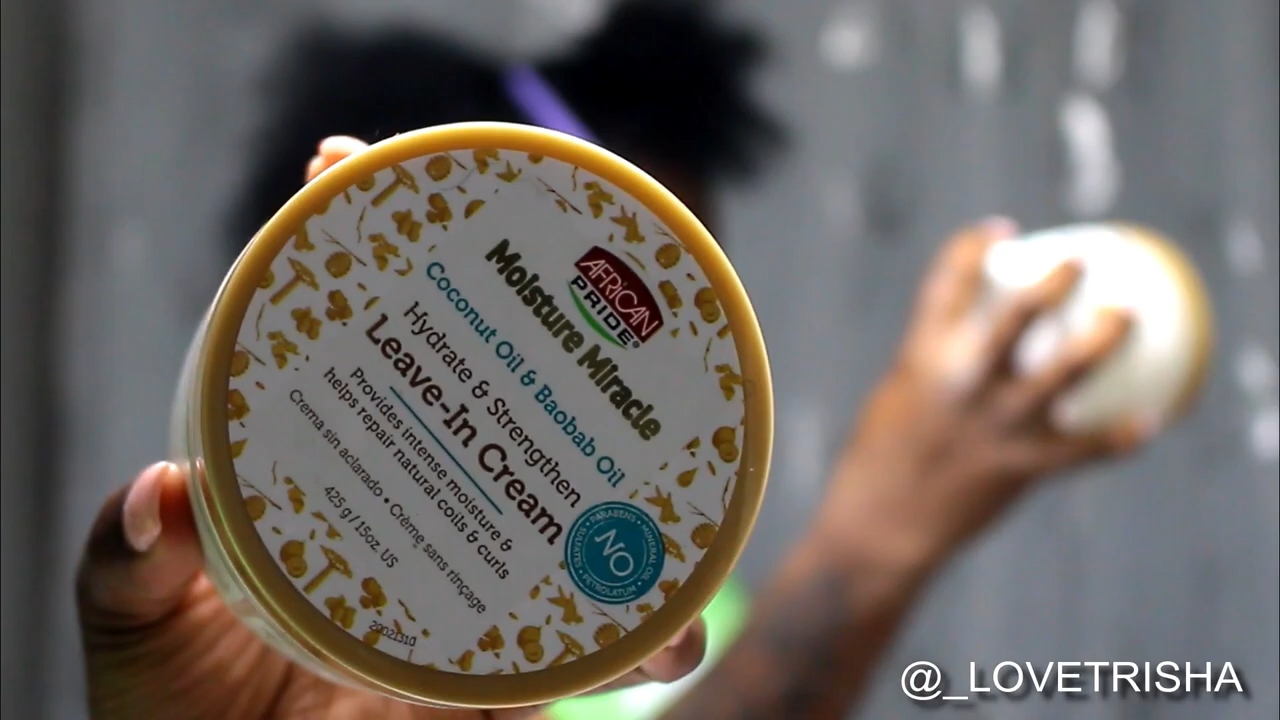 AFRICAN
PRIDE®
Moisture Miracle
Coconut Oil & Baobab Oil
Hydrate & Strengthen
Leave-In Cream
Provides intense moisture &
helps repair natural coils & curls
Crema sin aclarado • Crème sans rinçage
425 g / 15oz. US
NO
• PARABENS • MINERAL OIL • PETROLATUM • SULFATES
20021310
@_LOVETRISHA